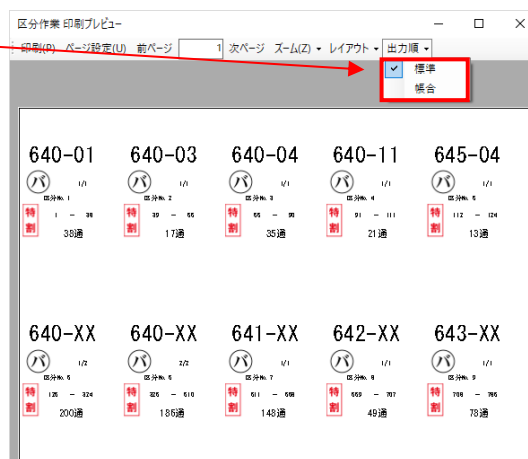 区分作業 印刷プレビュー
印刷(P) ページ設定(U) 前ページ 1 次ページ ズーム(Z) レイアウト 出力順
標準
帳合
640-01 640-03 640-04 640-11 645-04
バ 1/1 バ 1/1 バ 1/1 バ 1/1 バ 1/1
区分No. 1 区分No. 2 区分No. 3 区分No. 4 区分No. 5
特割 1 - 38 特割 39 - 55 特割 56 - 90 特割 91 - 111 特割 112 - 124
38通 17通 35通 21通 13通
640-XX 640-XX 641-XX 642-XX 643-XX
バ 1/2 バ 2/2 バ 1/1 バ 1/1 バ 1/1
区分No. 6 区分No. 6 区分No. 7 区分No. 8 区分No. 9
特割 125 - 324 特割 325 - 510 特割 511 - 658 特割 659 - 707 特割 708 - 785
200通 186通 148通 49通 78通